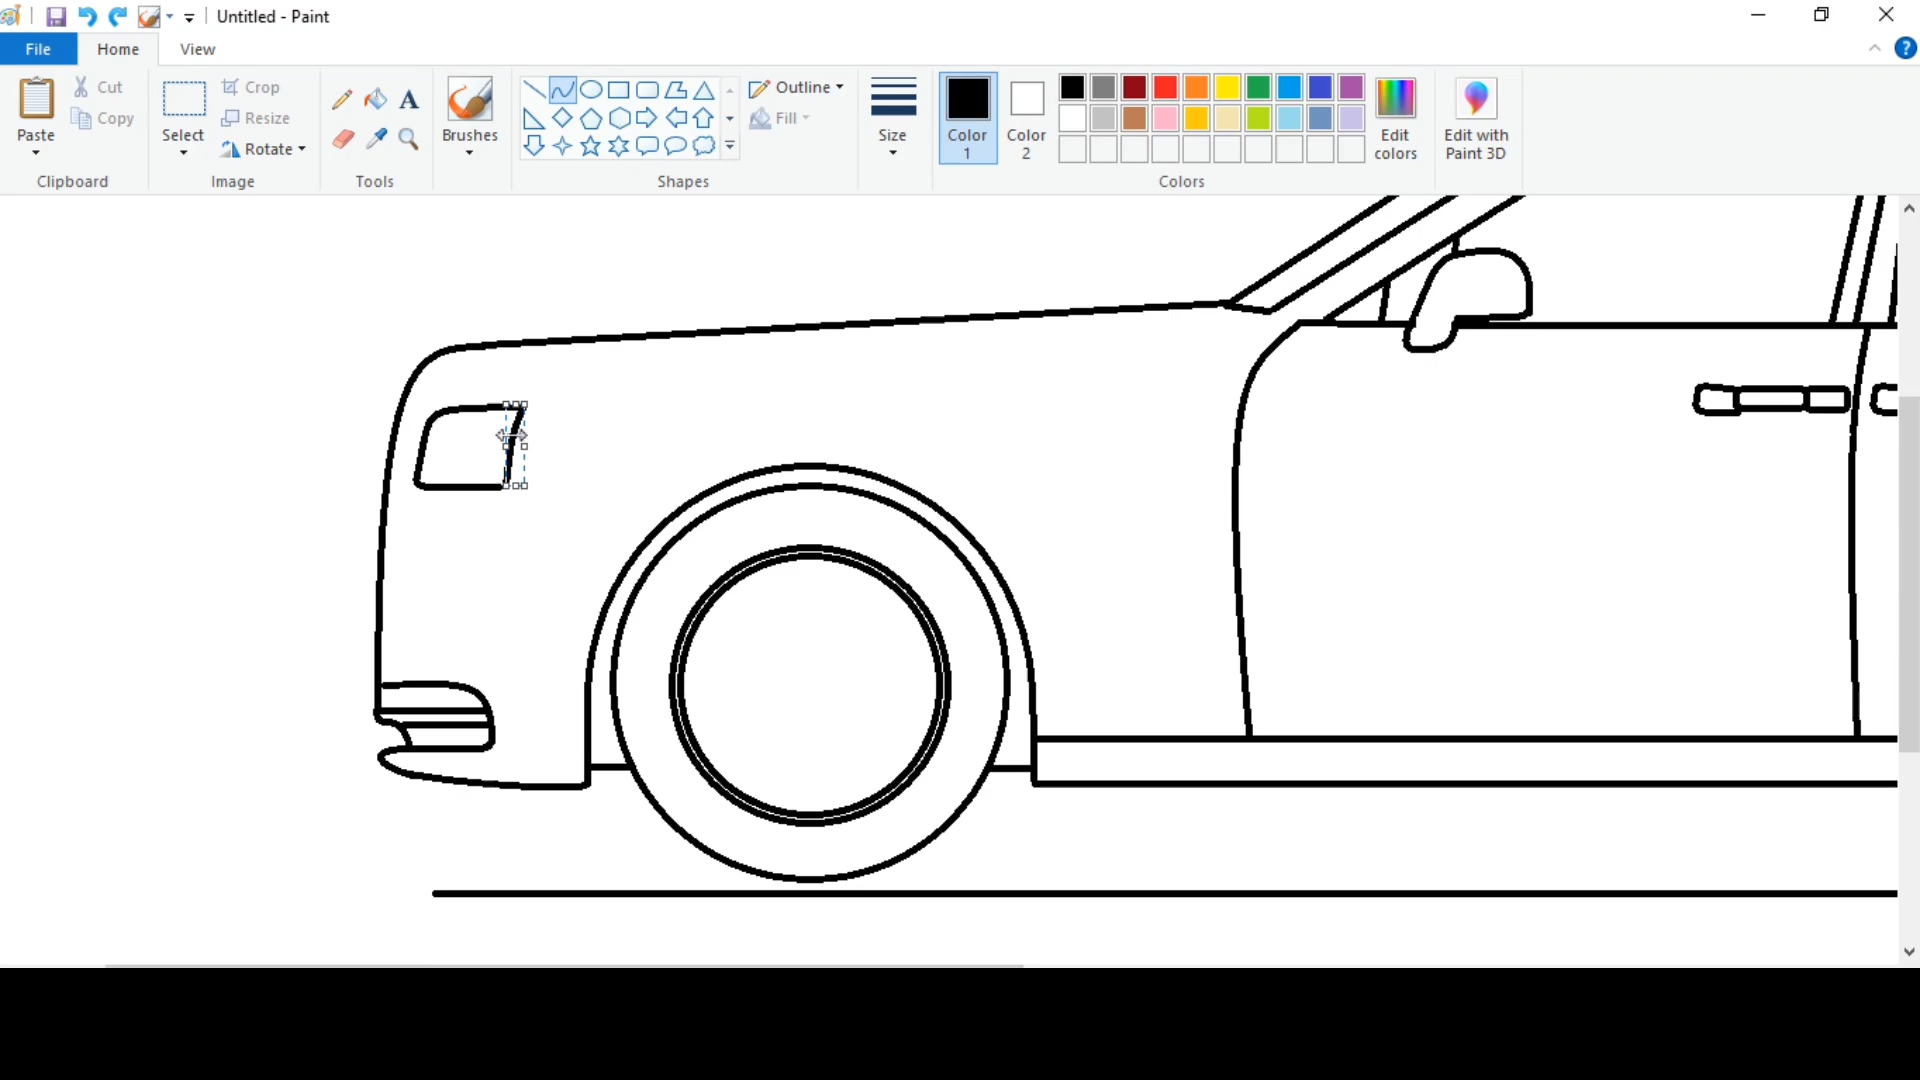 Untitled - Paint
File Home View
Paste
Cut
Copy
Clipboard
Select
Crop
Resize
Rotate
Image
A
Tools
Brushes
Outline
Fill
Shapes
Size
Color
1
Color
2
Edit
colors
Colors
Edit with
Paint 3D
?